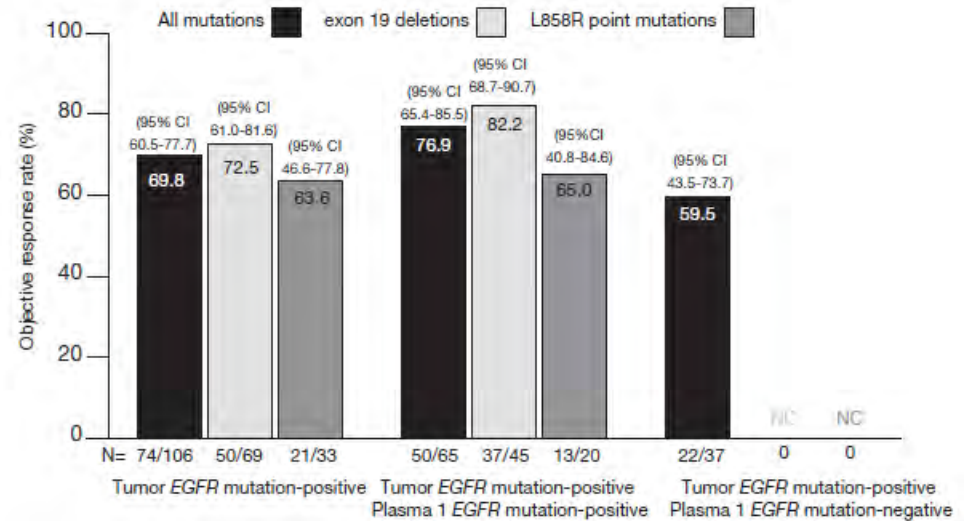 All mutations exon 19 deletions L858R point mutations
Objective response rate (%)
100
80
60
40
20
0
(95% CI
60.5-77.7)
69.8
(95% CI
61.0-81.6)
72.5
(95% CI
46.6-77.8)
63.6
(95% CI
65.4-85.5)
76.9
(95% CI
68.7-90.7)
82.2
(95%CI
40.8-84.6)
65.0
(95% CI
43.5-73.7)
59.5
NC NC
N= 74/106 50/69 21/33 50/65 37/45 13/20 22/37 0 0
Tumor EGFR mutation-positive
Tumor EGFR mutation-positive
Plasma 1 EGFR mutation-positive
Tumor EGFR mutation-positive
Plasma 1 EGFR mutation-negative